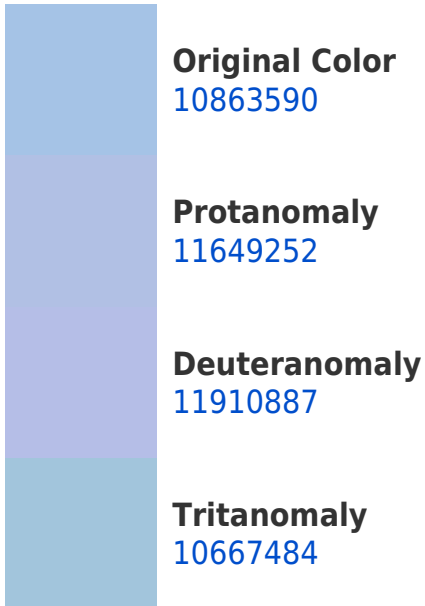 Original Color
10863590
Protanomaly
11649252
Deuteranomaly
11910887
Tritanomaly
10667484